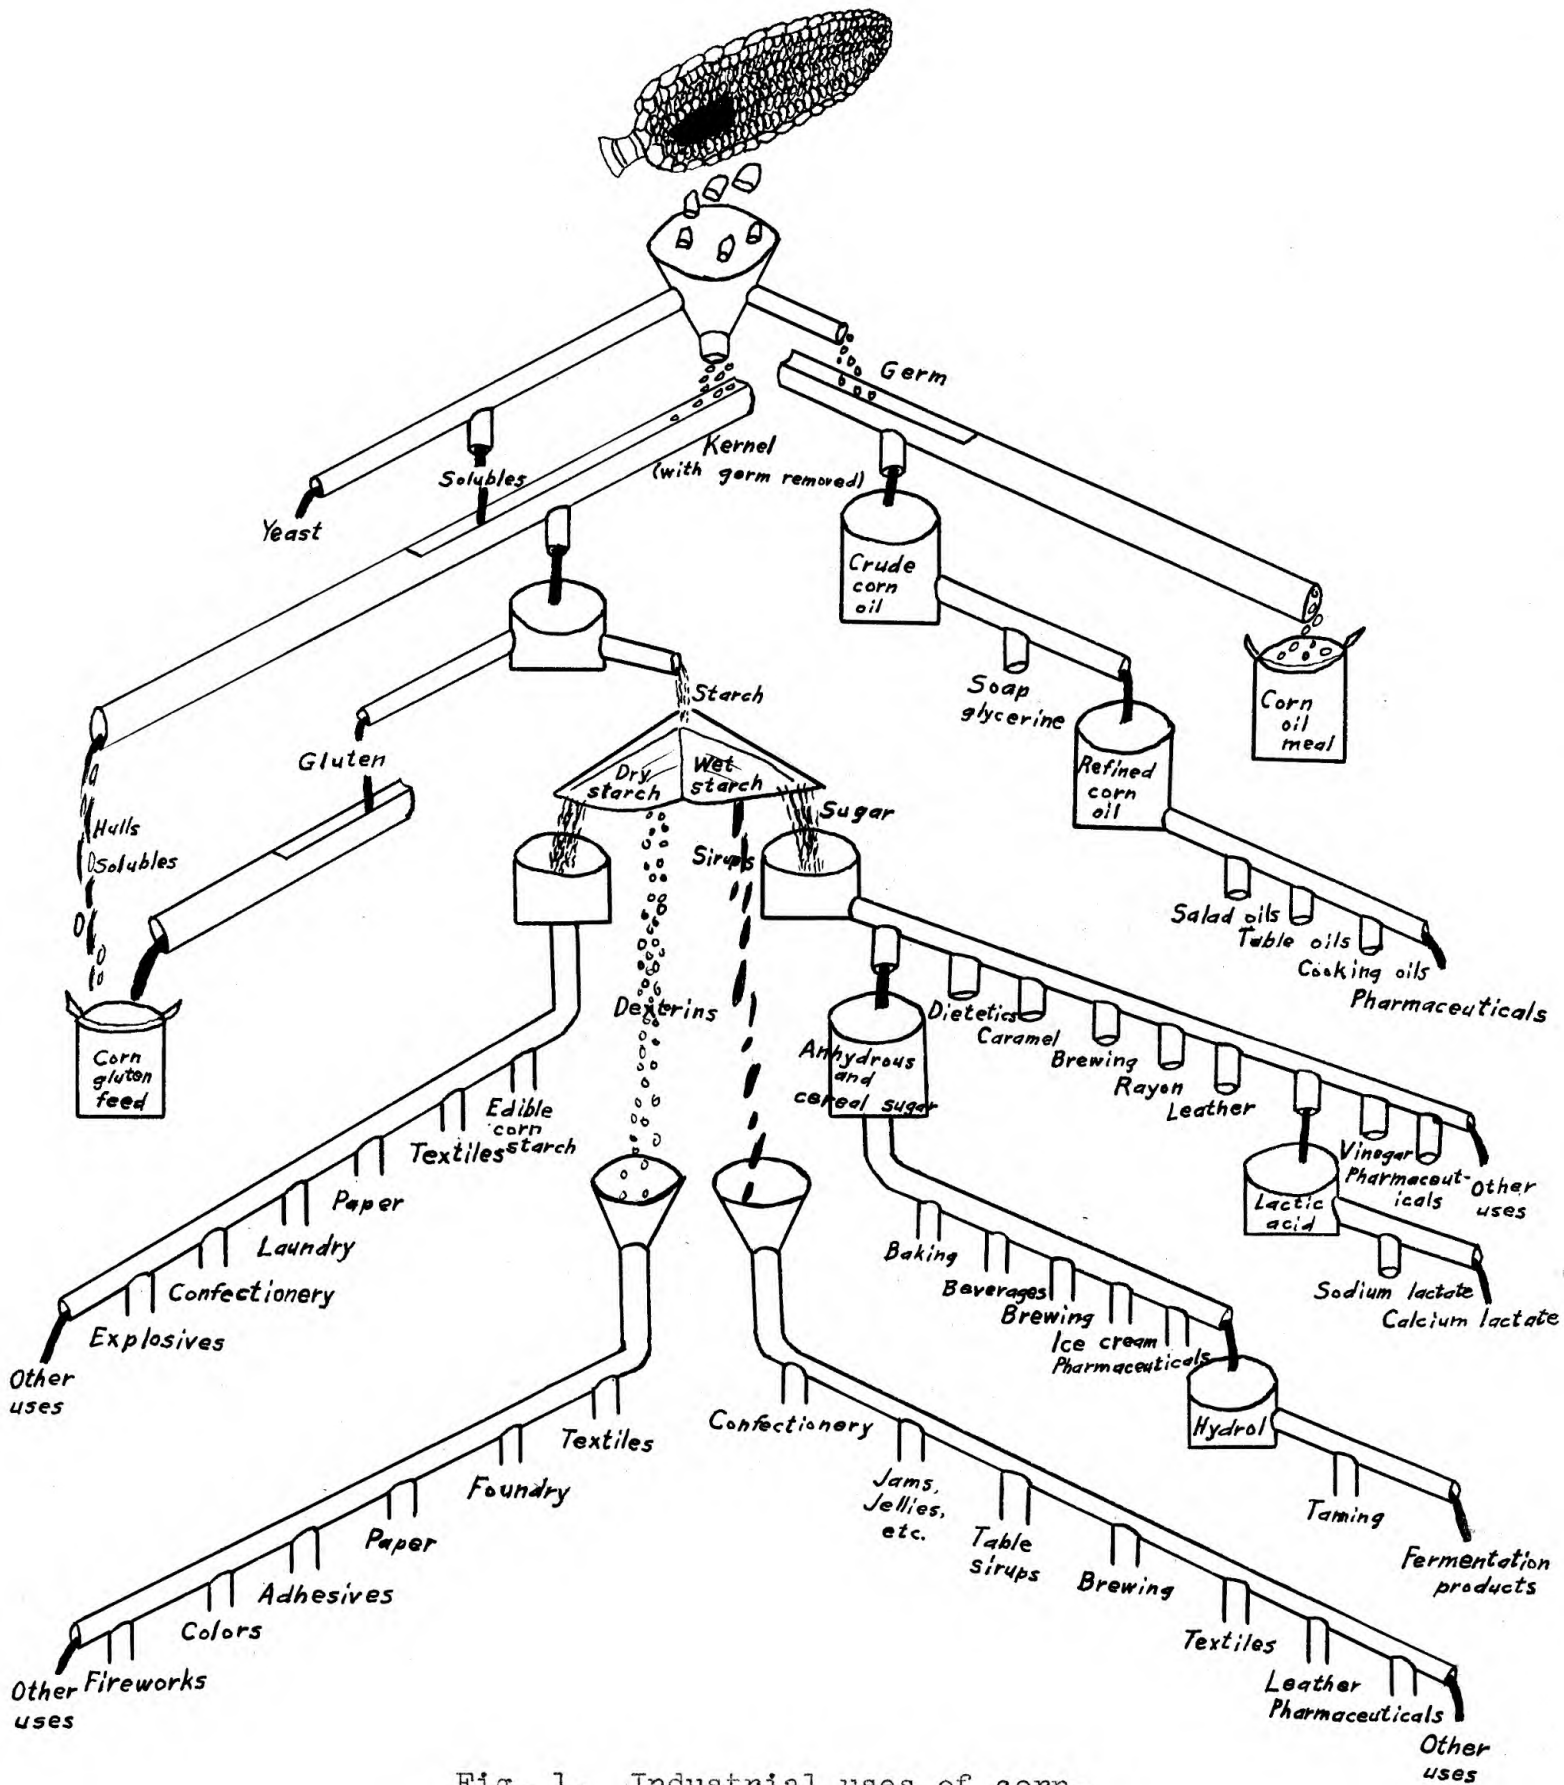 Germ
Kernel
(with germ removed)
Solubles
Yeast
Crude
corn
oil
Soap
glycerine
Corn
oil
meal
Starch
Gluten
Dry
starch
Wet
starch
Refined
corn
oil
Sugar
Sirups
Hulls
Solubles
Salad oils
Table oils
Cooking oils
Pharmaceuticals
Dexterins
Dietetics
Caramel
Brewing
Rayon
Leather
Anhydrous
and
cereal sugar
Corn
gluten
feed
Edible
corn
starch
Textiles
Paper
Laundry
Confectionery
Explosives
Other
uses
Vinegar
Pharmaceut-
icals
Other
uses
Lactic
acid
Sodium lactate
Calcium lactate
Baking
Beverages
Brewing
Ice cream
Pharmaceuticals
Hydrol
Taming
Fermentation
products
Textiles
Foundry
Paper
Adhesives
Colors
Fireworks
Other
uses
Confectionery
Jams,
Jellies,
etc.
Table
sirups
Brewing
Textiles
Leather
Pharmaceuticals
Other
uses
Fig. 1. Industrial uses of corn